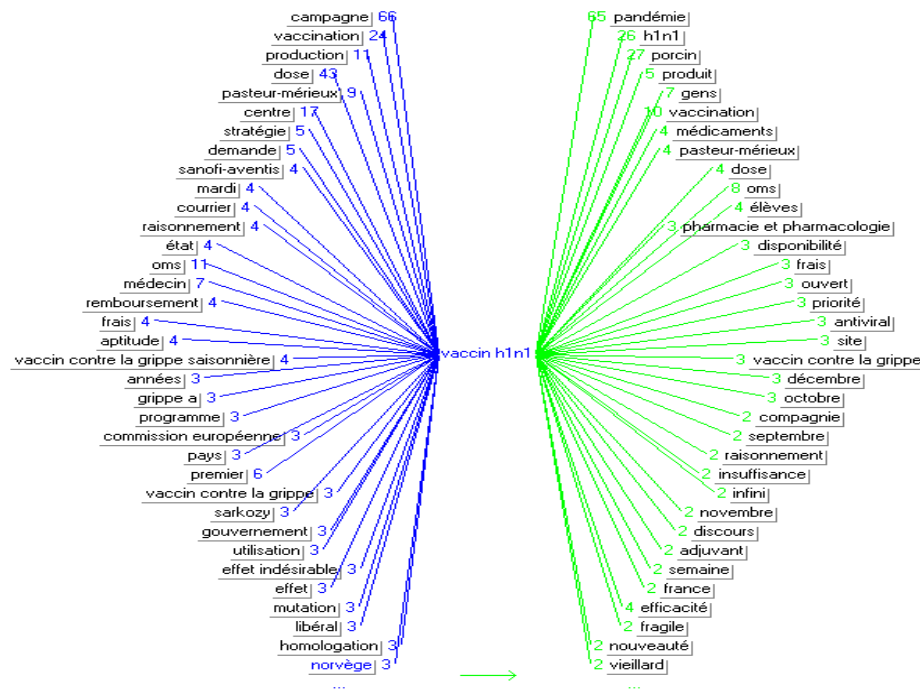 campagne 66
vaccination 24
production 11
dose 43
pasteur-mérieux 9
centre 17
stratégie 5
demande 5
sanofi-aventis 4
mardi 4
courrier 4
raisonnement 4
état 4
oms 11
médecin 7
remboursement 4
frais 4
aptitude 4
vaccin contre la grippe saisonnière 4
années 3
grippe a 3
programme 3
commission européenne 3
pays 3
premier 6
vaccin contre la grippe 3
sarkozy 3
gouvernement 3
utilisation 3
effet indésirable 3
effet 3
mutation 3
libéral 3
homologation 3
norvège 3
...
vaccin h1n1
65 pandémie
26 h1n1
27 porcin
5 produit
7 gens
10 vaccination
4 médicaments
4 pasteur-mérieux
4 dose
8 oms
4 élèves
3 pharmacie et pharmacologie
3 disponibilité
3 frais
3 ouvert
3 priorité
3 antiviral
3 site
3 vaccin contre la grippe
3 décembre
3 octobre
2 compagnie
2 septembre
2 raisonnement
2 insuffisance
2 infini
2 novembre
2 discours
2 adjuvant
2 semaine
2 france
4 efficacité
2 fragile
2 nouveauté
2 vieillard
...